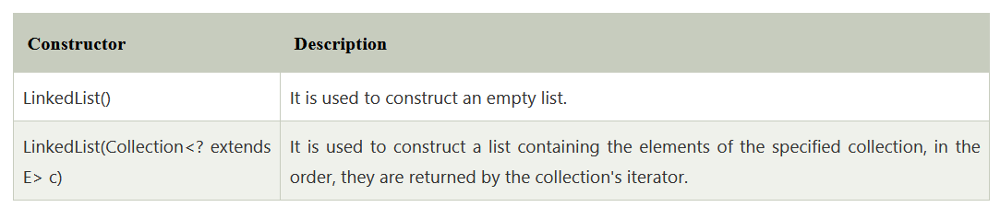 Constructor Description
LinkedList() It is used to construct an empty list.
LinkedList(Collection<? extends It is used to construct a list containing the elements of the specified collection, in the
E> c) order, they are returned by the collection's iterator.